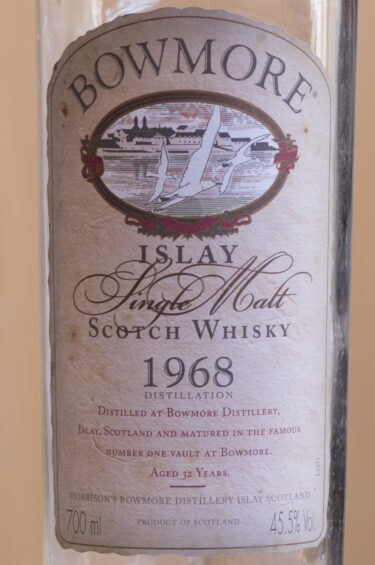 BOWMORE®
ISLAY
Single Malt
SCOTCH WHISKY
1968
DISTILLATION
DISTILLED AT BOWMORE DISTILLERY,
ISLAY, SCOTLAND AND MATURED IN THE FAMOUS
NUMBER ONE VAULT AT BOWMORE.
AGED 32 YEARS.
MORRISON'S BOWMORE DISTILLERY ISLAY SCOTLAND
700 ml
PRODUCT OF SCOTLAND
45.5% Vol